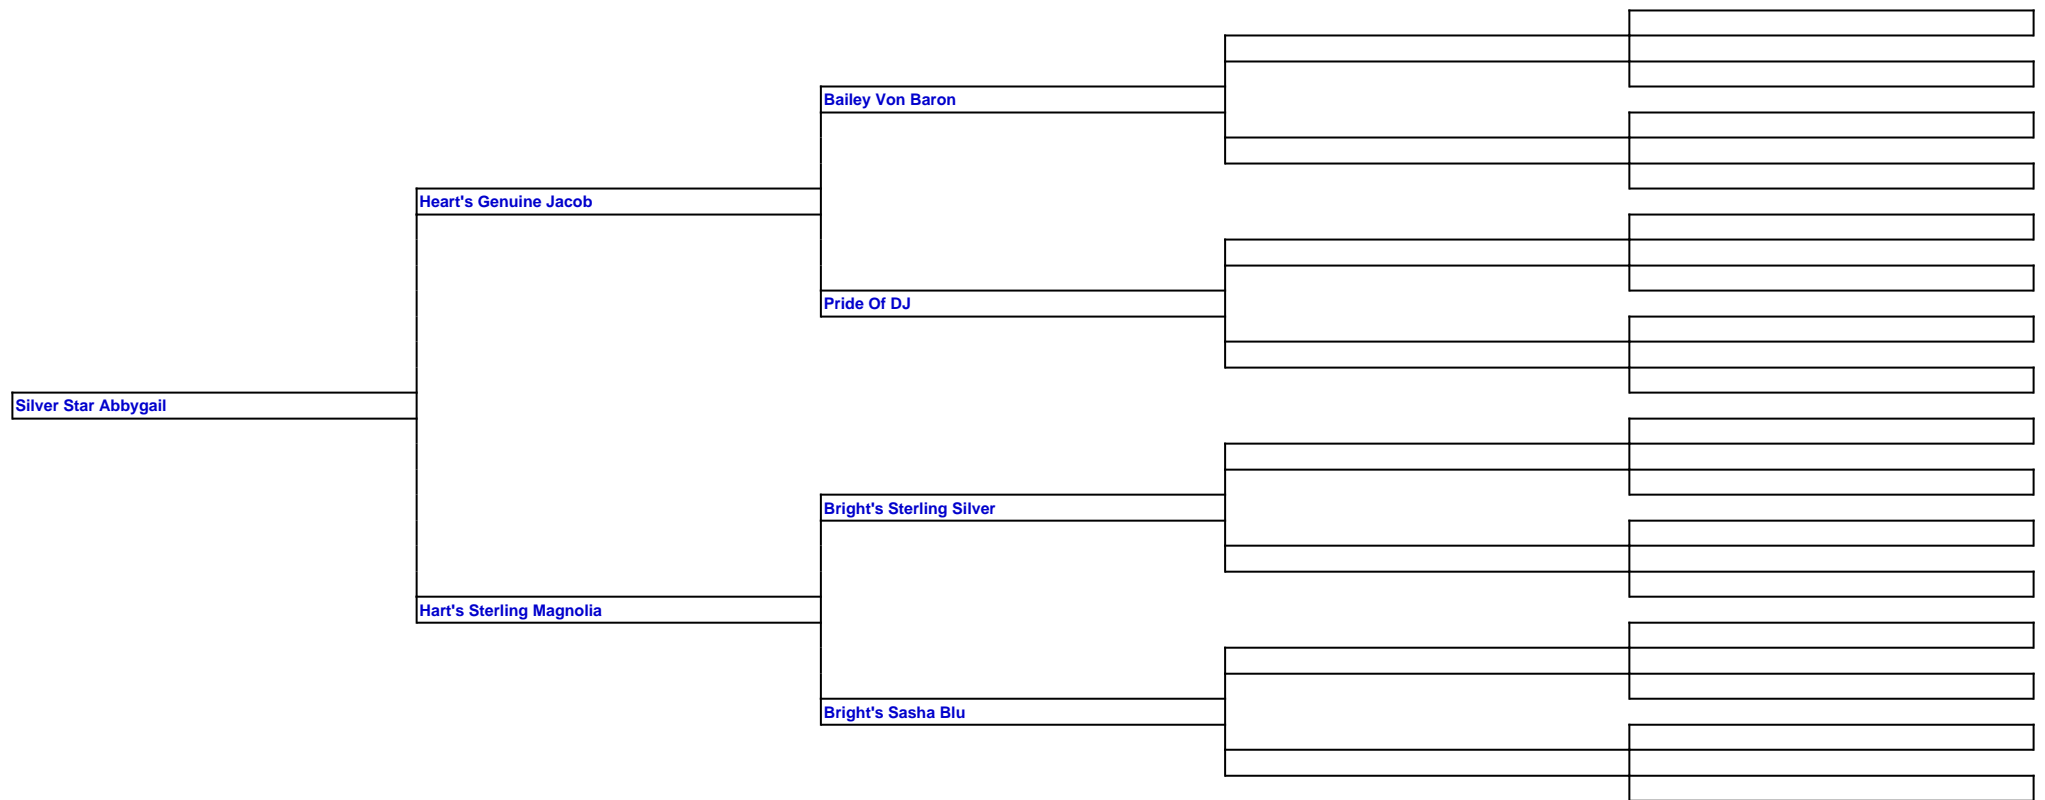 Bailey Von Baron
Heart's Genuine Jacob
Pride Of DJ
Silver Star Abbygail
Bright's Sterling Silver
Hart's Sterling Magnolia
Bright's Sasha Blu